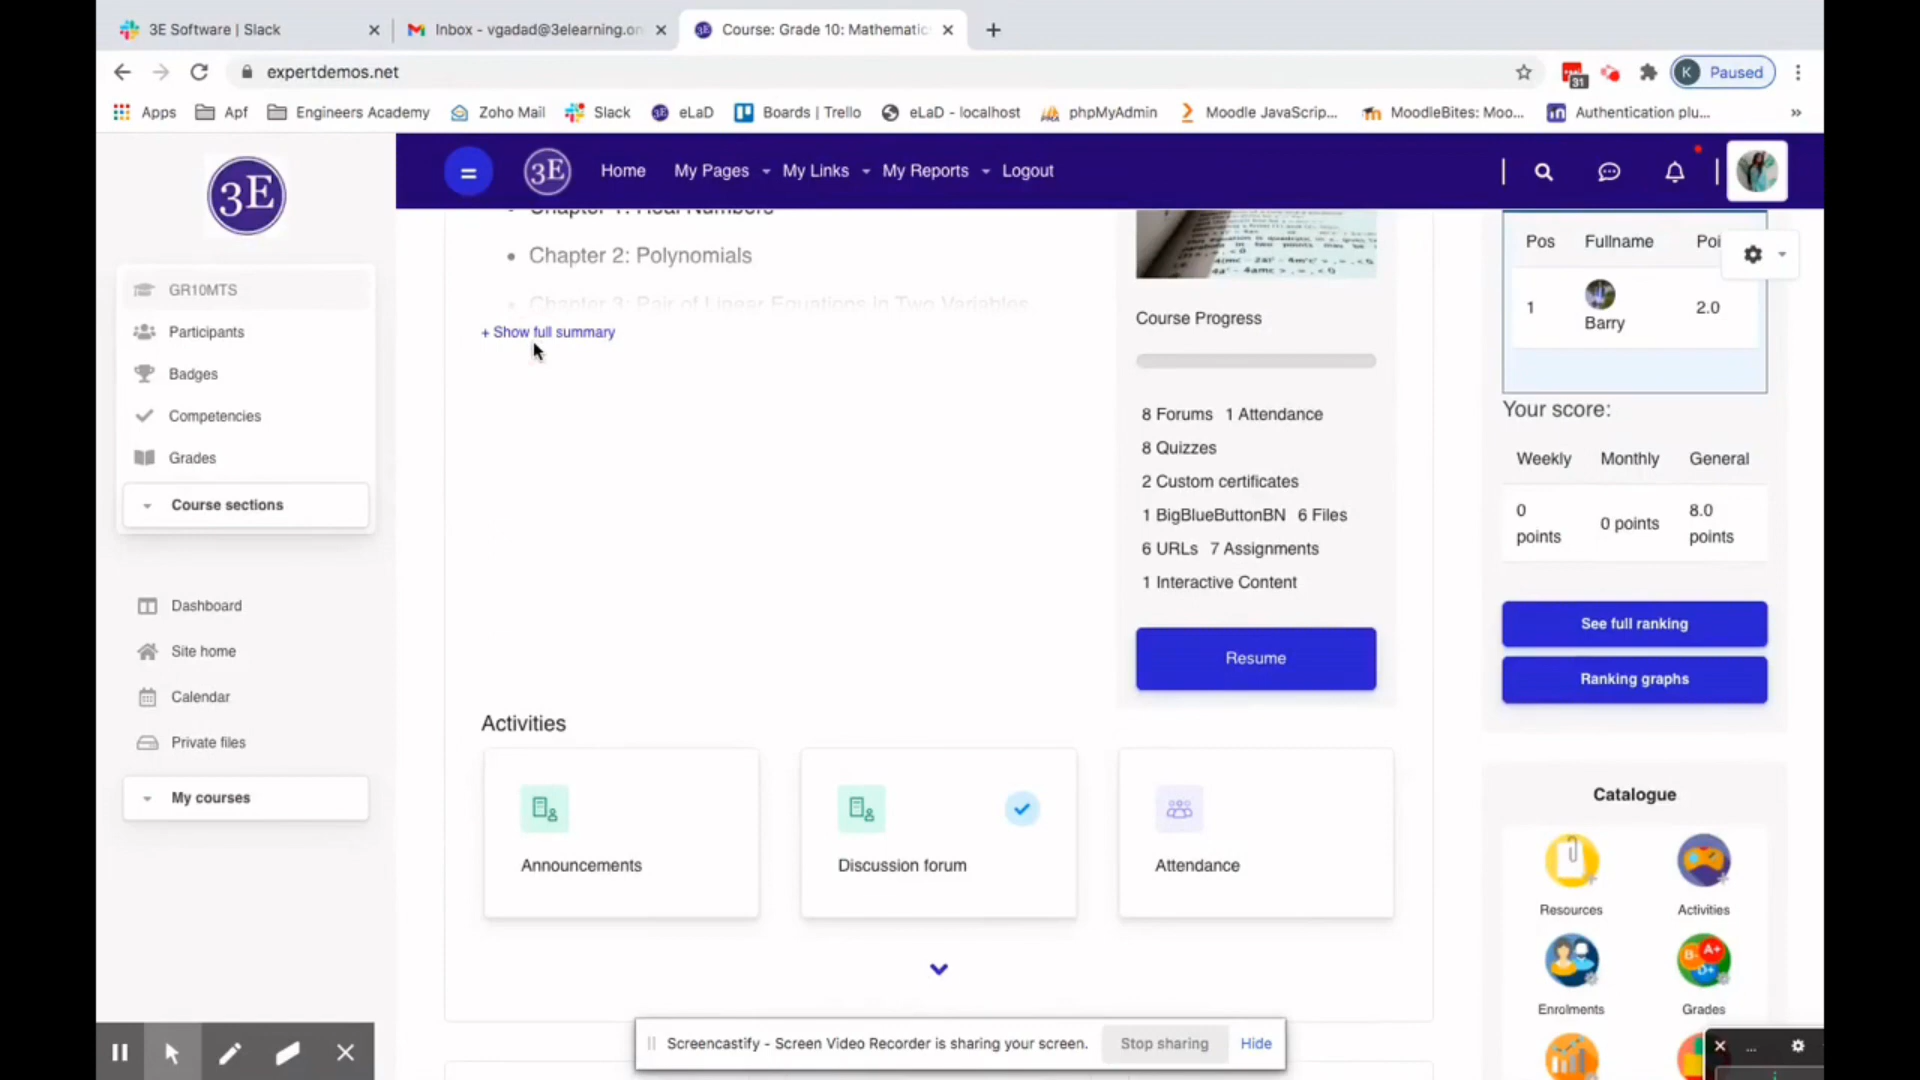 3E Software | Slack
Inbox - vgadad@3elearning.on
Course: Grade 10: Mathematic
expertdemos.net
31
K Paused
Apps
Apf
Engineers Academy
Zoho Mail
Slack
eLaD
Boards | Trello
eLaD - localhost
phpMyAdmin
Moodle JavaScrip...
MoodleBites: Moo...
Authentication plu...
»
3E
GR10MTS
Participants
Badges
Competencies
Grades
Course sections
Dashboard
Site home
Calendar
Private files
My courses
3E
Home
My Pages
My Links
My Reports
Logout
Chapter 1: Real Numbers
Chapter 2: Polynomials
Chapter 3: Pair of Linear Equations in Two Variables
+ Show full summary
Course Progress
8 Forums 1 Attendance
8 Quizzes
2 Custom certificates
1 BigBlueButtonBN 6 Files
6 URLs 7 Assignments
1 Interactive Content
Resume
Activities
Announcements
Discussion forum
Attendance
Pos Fullname Poi
1 Barry 2.0
Your score:
Weekly Monthly General
0 points 0 points 8.0 points
See full ranking
Ranking graphs
Catalogue
Resources
Activities
B- A+
D+
Enrolments
Grades
Screencastify - Screen Video Recorder is sharing your screen.
Stop sharing
Hide
...